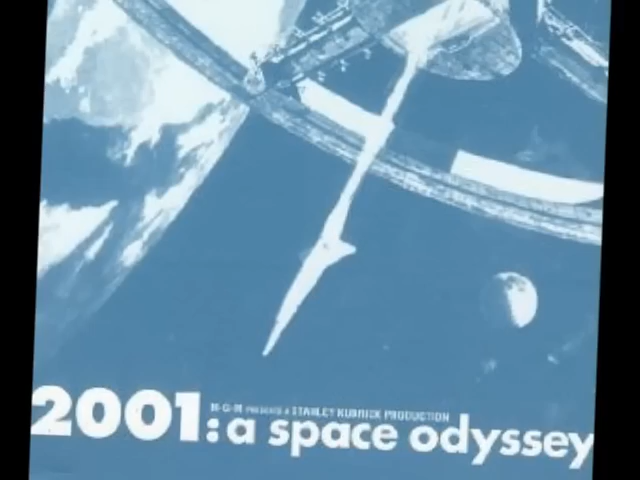 M-G-M PRESENTS A STANLEY KUBRICK PRODUCTION
2001: a space odyssey